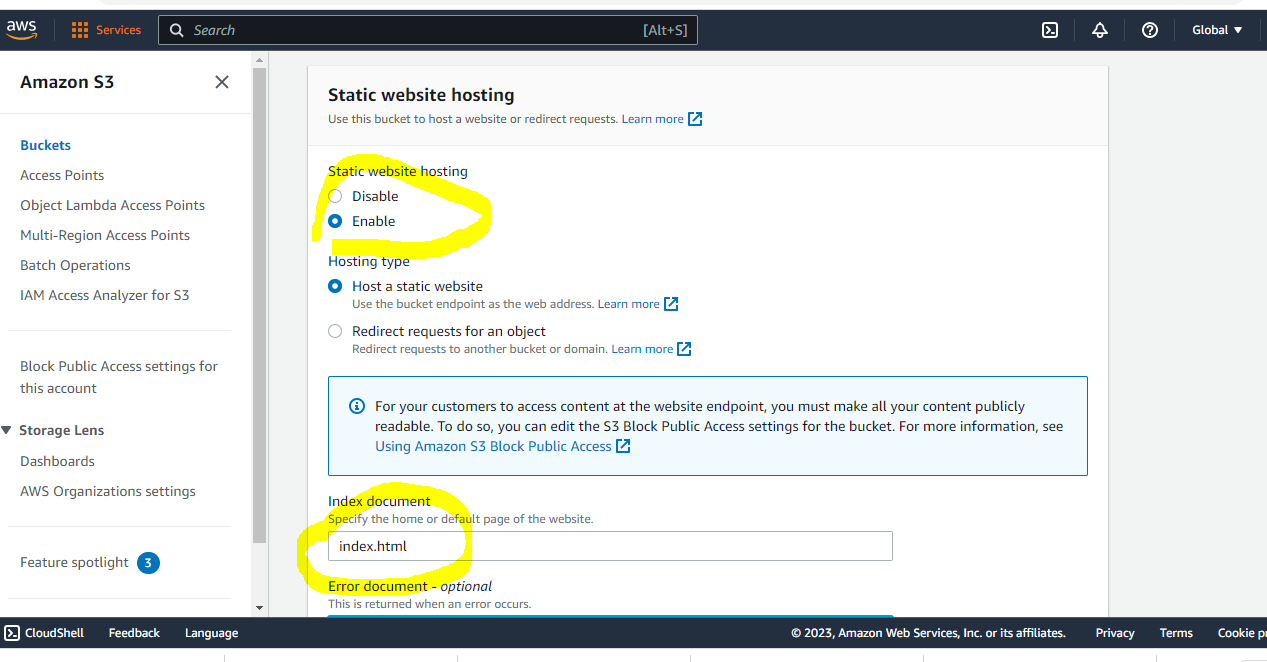 aws
Services
Search
[Alt+S]
Global
Amazon S3
Buckets
Access Points
Object Lambda Access Points
Multi-Region Access Points
Batch Operations
IAM Access Analyzer for S3
Block Public Access settings for
this account
Storage Lens
Dashboards
AWS Organizations settings
Feature spotlight 3
Static website hosting
Use this bucket to host a website or redirect requests. Learn more
Static website hosting
Disable
Enable
Hosting type
Host a static website
Use the bucket endpoint as the web address. Learn more
Redirect requests for an object
Redirect requests to another bucket or domain. Learn more
For your customers to access content at the website endpoint, you must make all your content publicly
readable. To do so, you can edit the S3 Block Public Access settings for the bucket. For more information, see
Using Amazon S3 Block Public Access
Index document
Specify the home or default page of the website.
index.html
Error document - optional
This is returned when an error occurs.
CloudShell
Feedback
Language
© 2023, Amazon Web Services, Inc. or its affiliates.
Privacy
Terms
Cookie